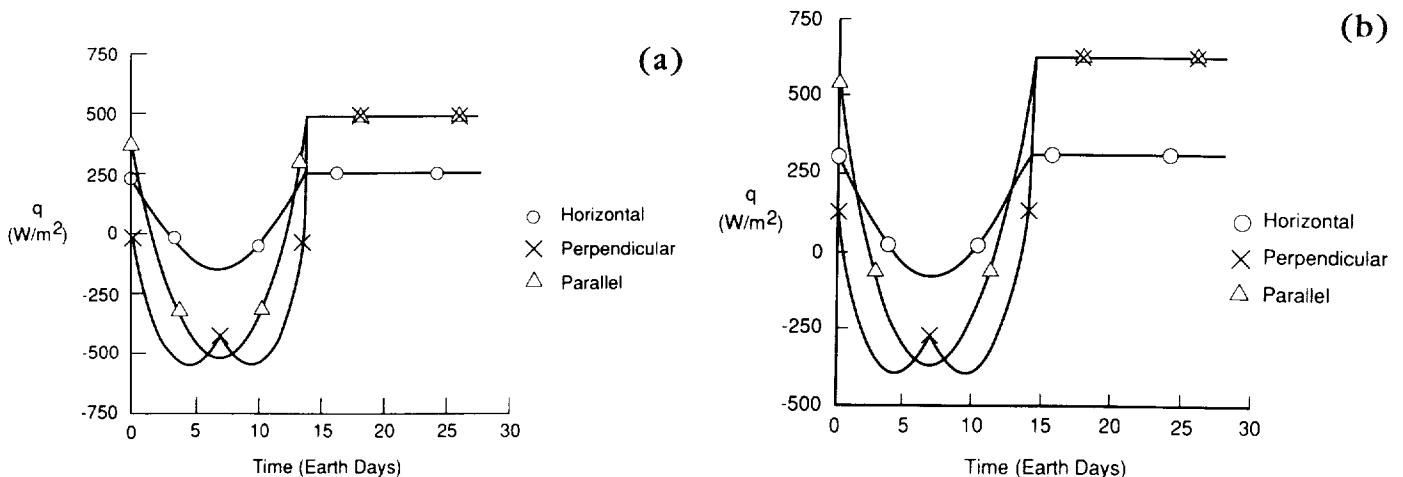 (a)
750
500
250
0
-250
-500
-750
q
(W/m2)
0 5 10 15 20 25 30
Time (Earth Days)
Horizontal
Perpendicular
Parallel
(b)
750
500
250
0
-250
-500
q
(W/m2)
0 5 10 15 20 25 30
Time (Earth Days)
Horizontal
Perpendicular
Parallel